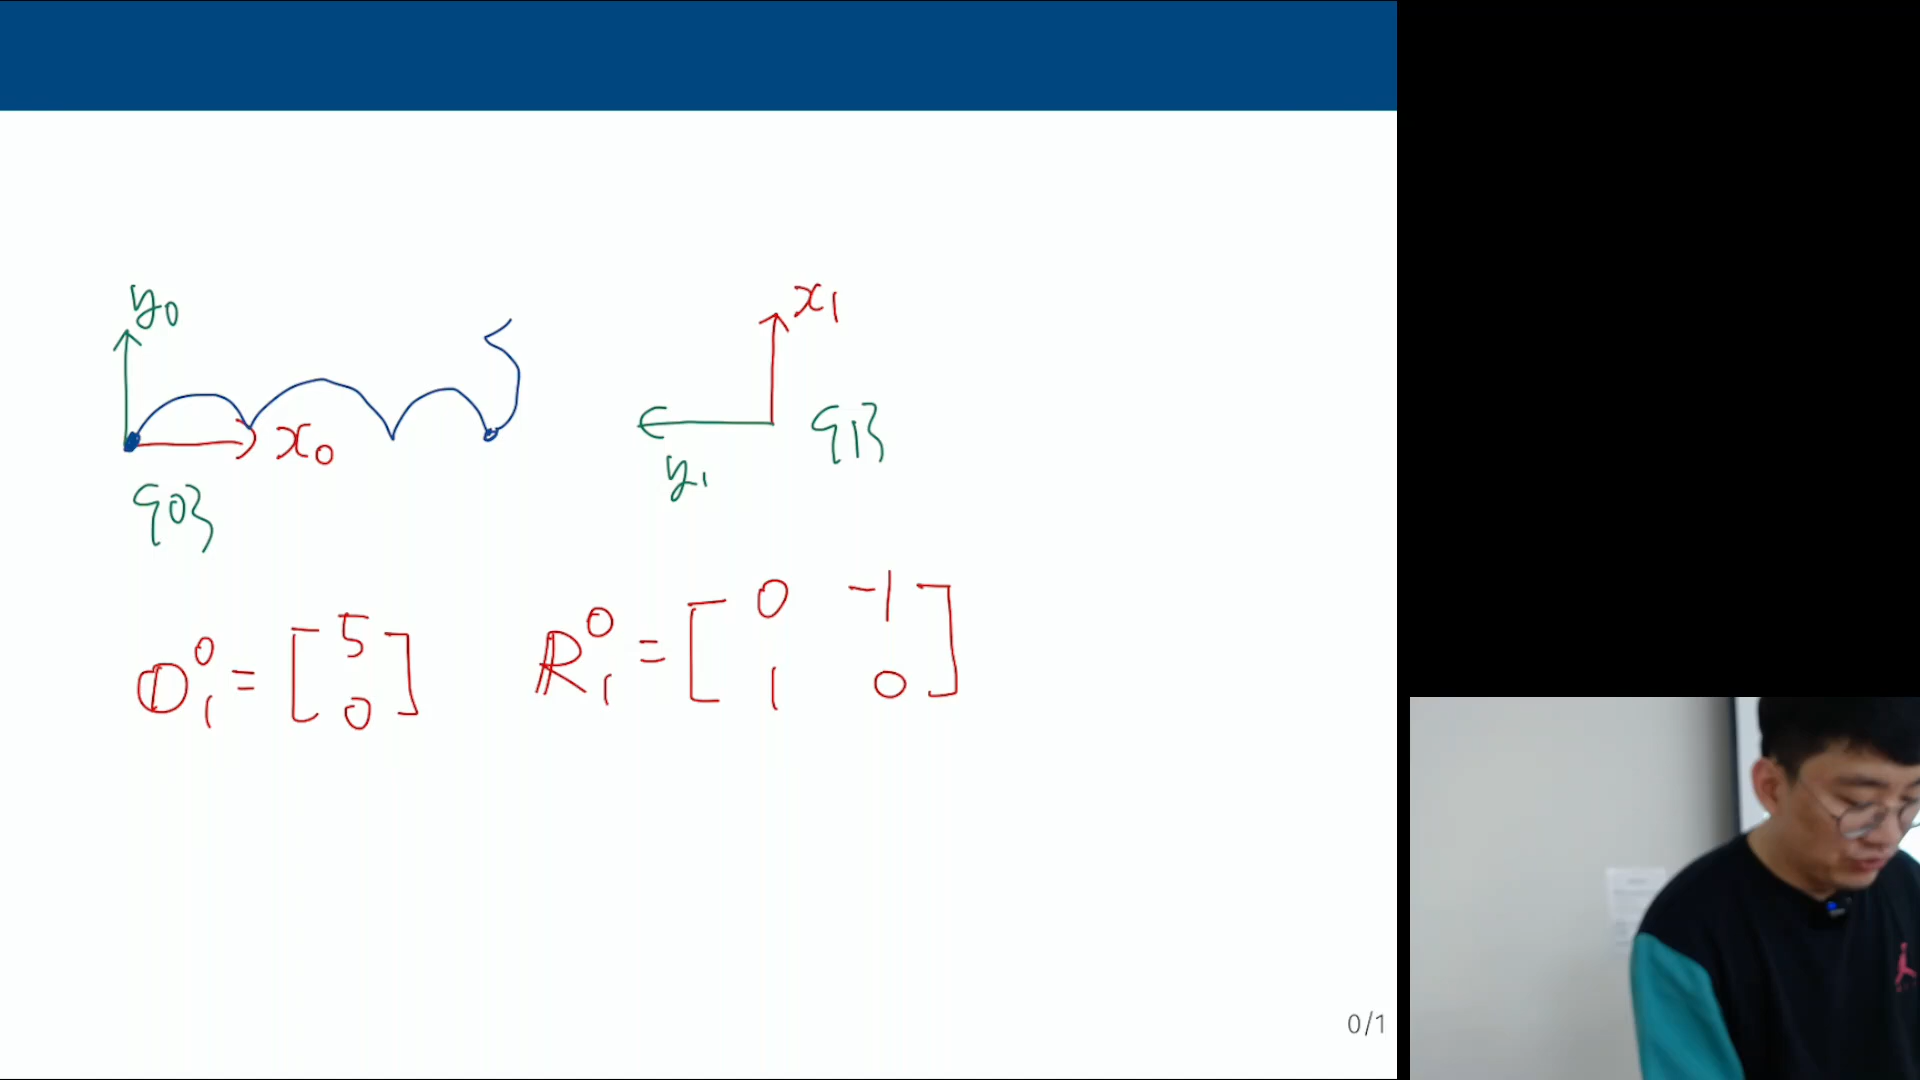 y₀
x₁
x₀
y₁
{1}
{0}
O₁⁰ = [5 0]
R₁⁰ = [0 -1 1 0]
0/1